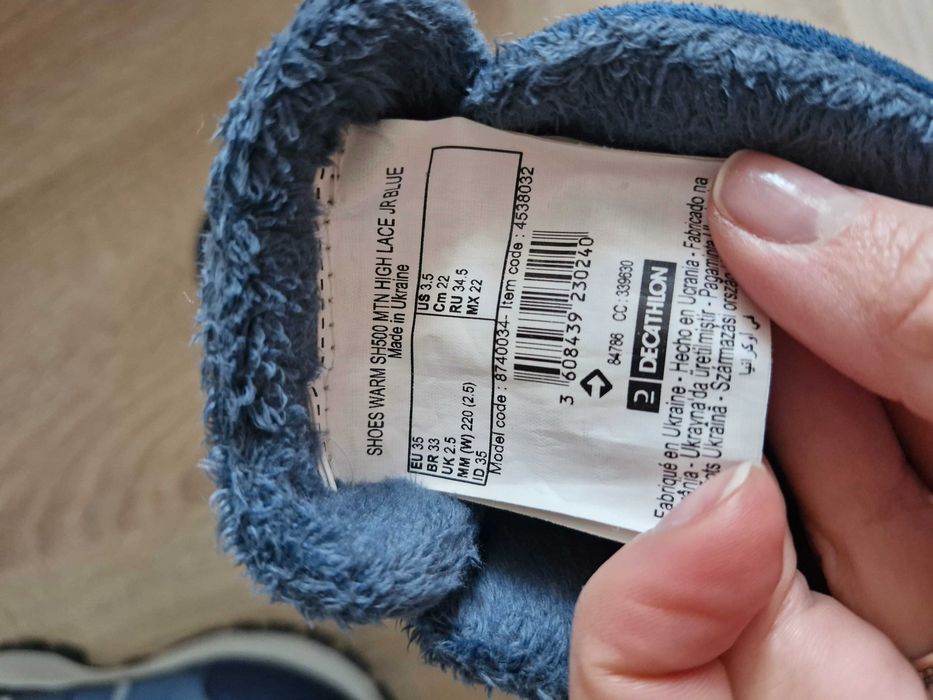 SHOES WARM SH500 MTN HIGH LACE JR BLUE
Made in Ukraine
EU 35
BR 33
UK 2.5
MM (W) 220 (2.5)
ID 35
US 3.5
Cm 22
RU 34.5
MX 22
Model code : 8740034- Item code : 4538032
3 608439 230240
84786 CC : 339630
DECATHLON
Fabriqué en Ukraine - Hecho en Ucrania - Fabricado na
- Ukrayna'da üretilmiştir -
Ukraină - Származási